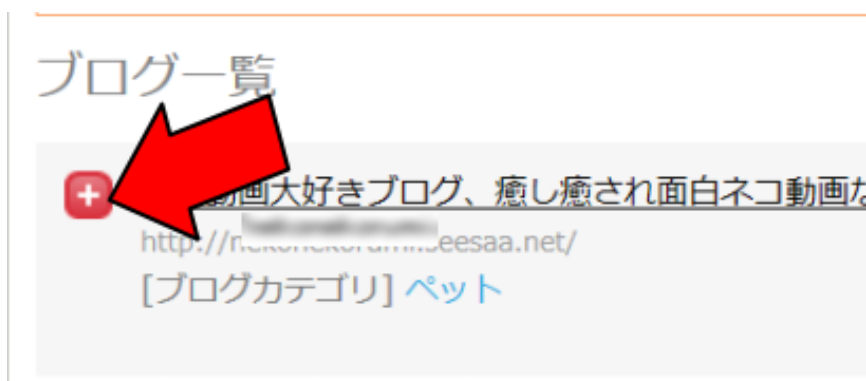 ブログ一覧
動画大好きブログ、癒し癒され面白ネコ動画な
http://n seesaa.net/
[ブログカテゴリ] ペット